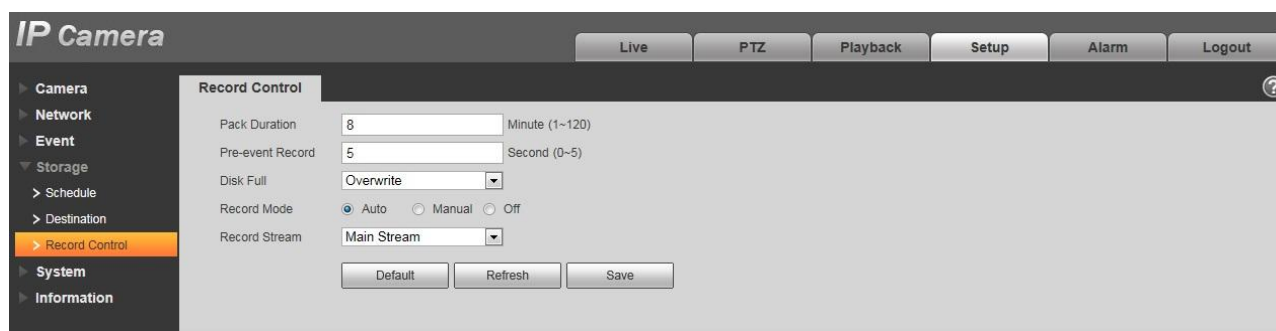 IP Camera
Live PTZ Playback Setup Alarm Logout
Camera
Network
Event
Storage
> Schedule
> Destination
> Record Control
System
Information
Record Control
?
Pack Duration 8 Minute (1~120)
Pre-event Record 5 Second (0~5)
Disk Full Overwrite
Record Mode Auto Manual Off
Record Stream Main Stream
Default Refresh Save